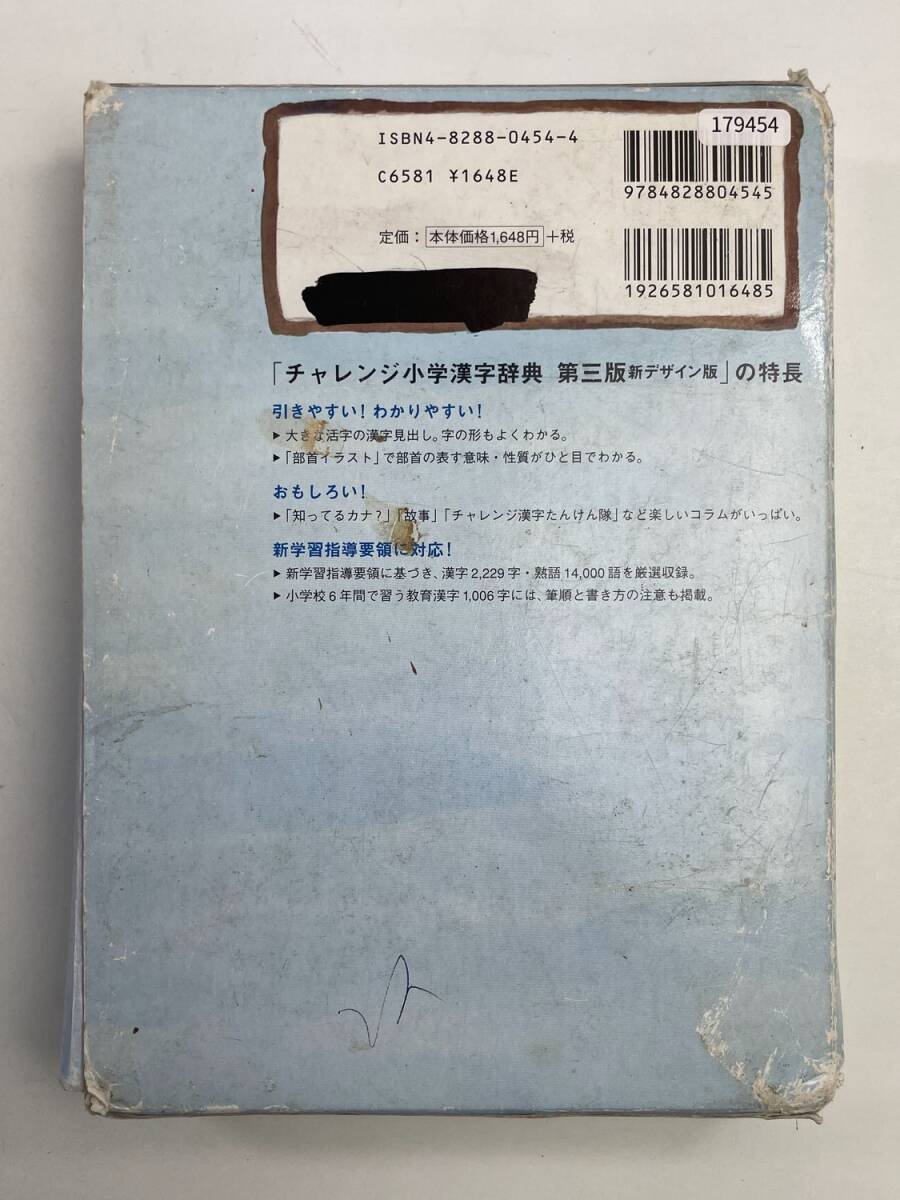 179454
ISBN4-8288-0454-4
C6581 ¥1648E
9784828804545
定価：本体価格1,648円+税
1926581016485
「チャレンジ小学漢字辞典 第三版新デザイン版」の特長
引きやすい！わかりやすい！
▶大きな活字の漢字見出し。字の形もよくわかる。
▶「部首イラスト」で部首の表す意味・性質がひと目でわかる。
おもしろい！
▶「知ってるカナ？」「故事」「チャレンジ漢字たんけん隊」など楽しいコラムがいっぱい。
新学習指導要領に対応！
▶新学習指導要領に基づき、漢字2,229字・熟語14,000語を厳選収録。
▶小学校6年間で習う教育漢字1,006字には、筆順と書き方の注意も掲載。